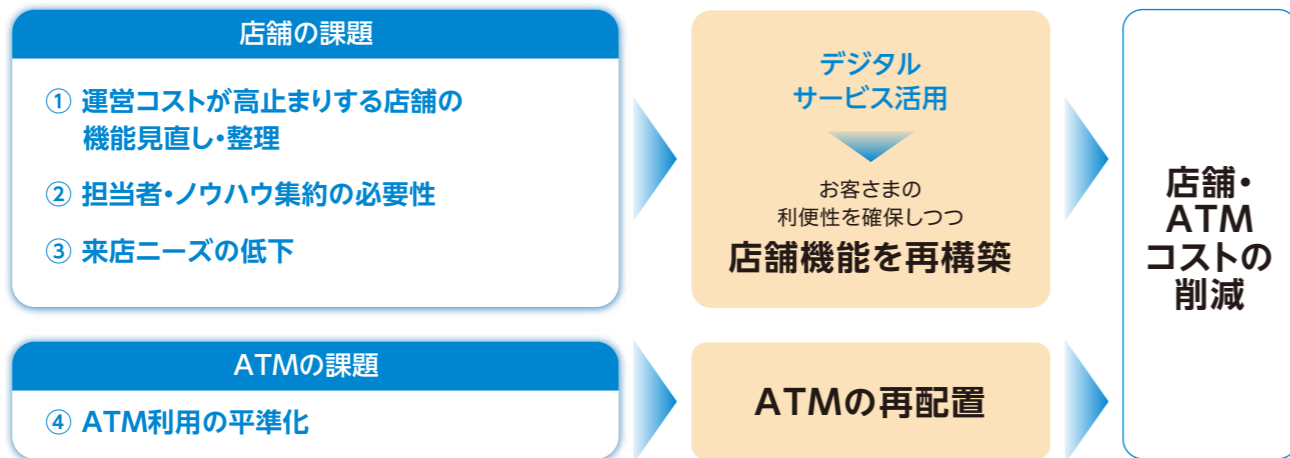 店舗の課題
① 運営コストが高止まりする店舗の
機能見直し・整理
② 担当者・ノウハウ集約の必要性
③ 来店ニーズの低下
デジタル
サービス活用
お客さまの
利便性を確保しつつ
店舗機能を再構築
ATMの課題
④ ATM利用の平準化
ATMの再配置
店舗・
ATM
コストの
削減